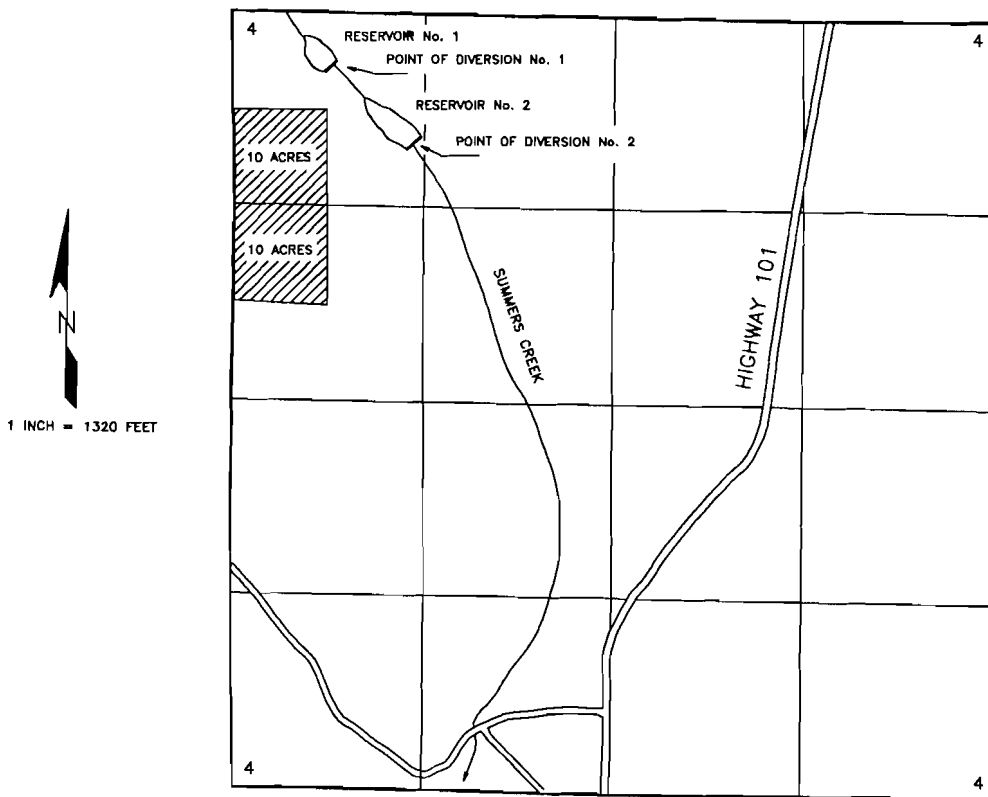 4
4
RESERVOIR No. 1
POINT OF DIVERSION No. 1
RESERVOIR No. 2
POINT OF DIVERSION No. 2
10 ACRES
10 ACRES
SUMMERS CREEK
HIGHWAY 101
N
1 INCH = 1320 FEET
4
4